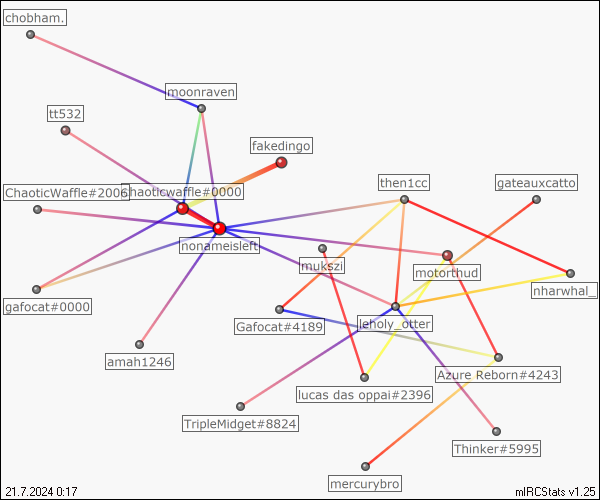 chobham.
moonraven
tt532
fakedingo
then1cc
gateauxcatto
ChaoticWaffle#2006
Chaoticwaffle#0000
nonameisleft
mukszi
motorthud
nharwhal_
gafocat#0000
Gafocat#4189
leholy_otter
amah1246
Azure Reborn#4243
lucas das oppai#2396
TripleMidget#8824
Thinker#5995
mercurybro
21.7.2024 0:17
mIRCStats v1.25